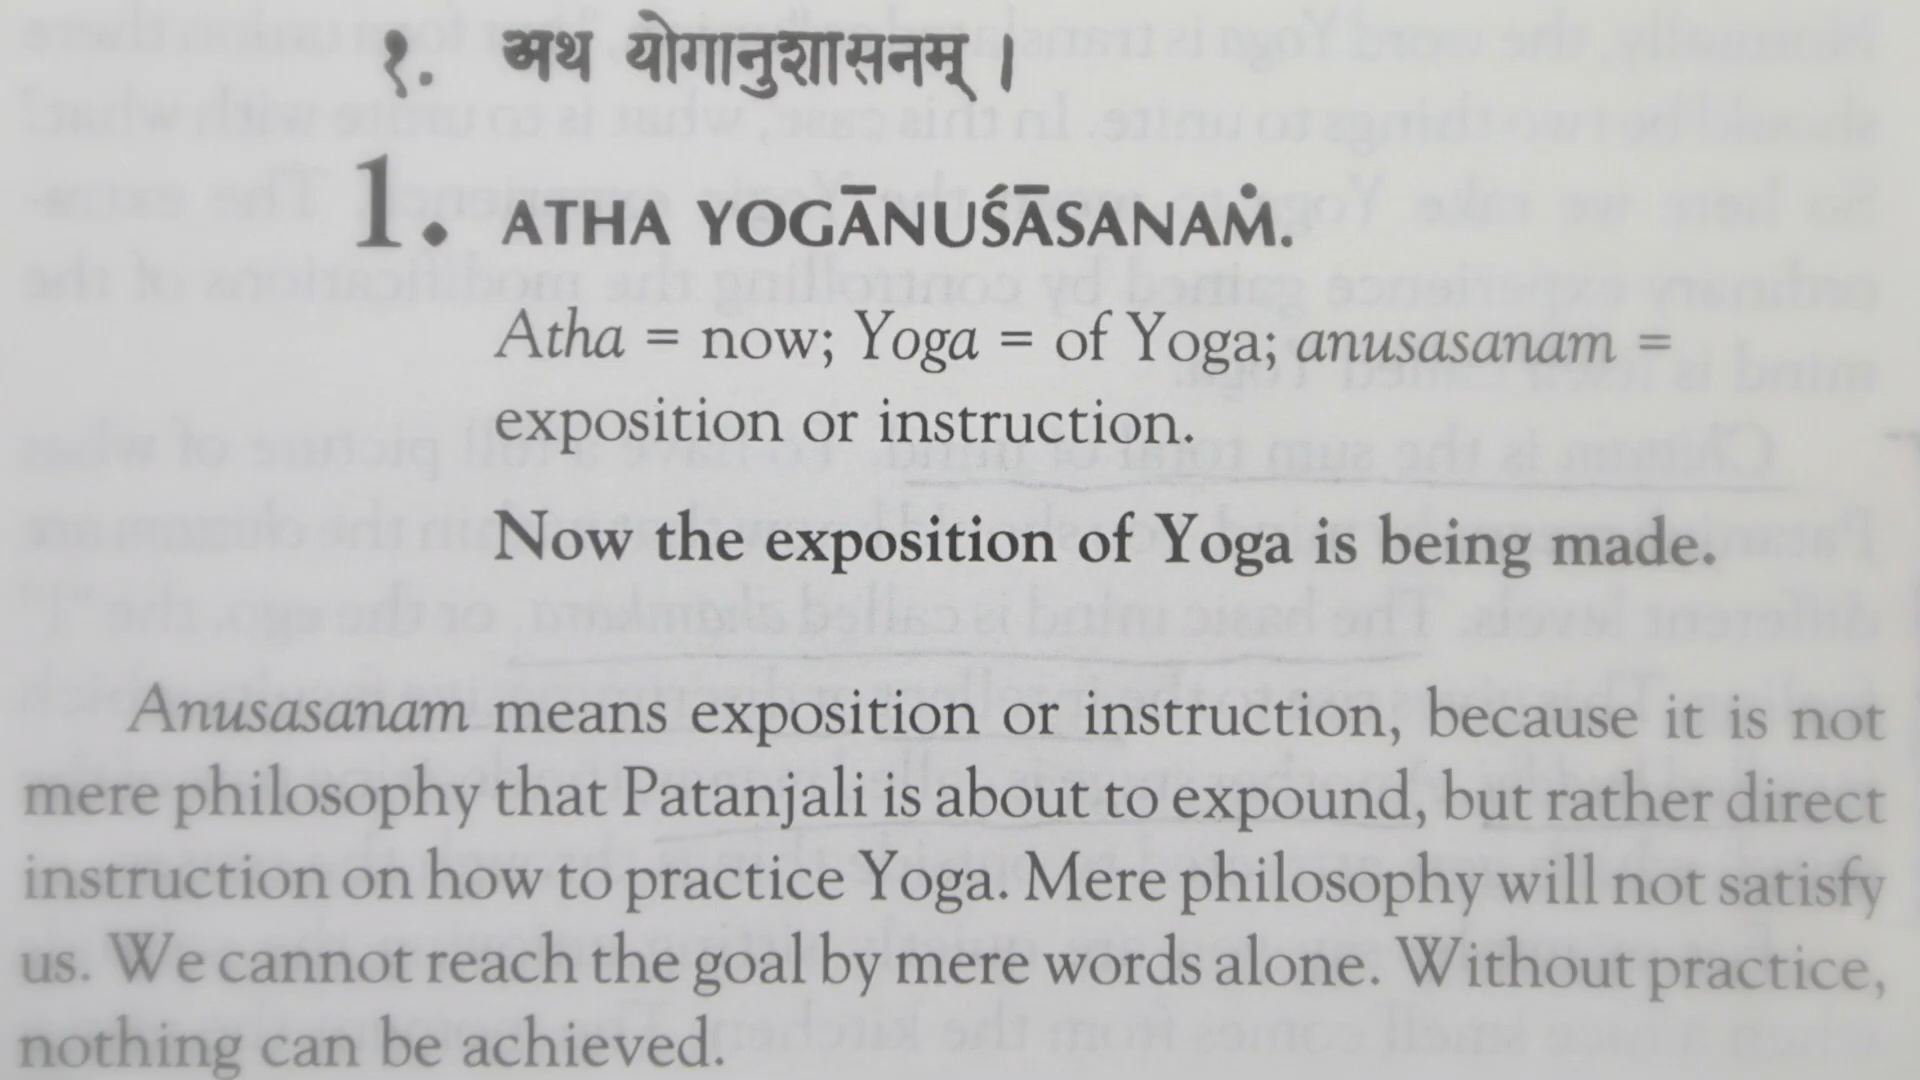 १. अथ योगानुशासनम् ।
1. ATHA YOGĀNUŚĀSANAṀ.
Atha = now; Yoga = of Yoga; anusasanam =
exposition or instruction.
Now the exposition of Yoga is being made.
Anusasanam means exposition or instruction, because it is not
mere philosophy that Patanjali is about to expound, but rather direct
instruction on how to practice Yoga. Mere philosophy will not satisfy
us. We cannot reach the goal by mere words alone. Without practice,
nothing can be achieved.